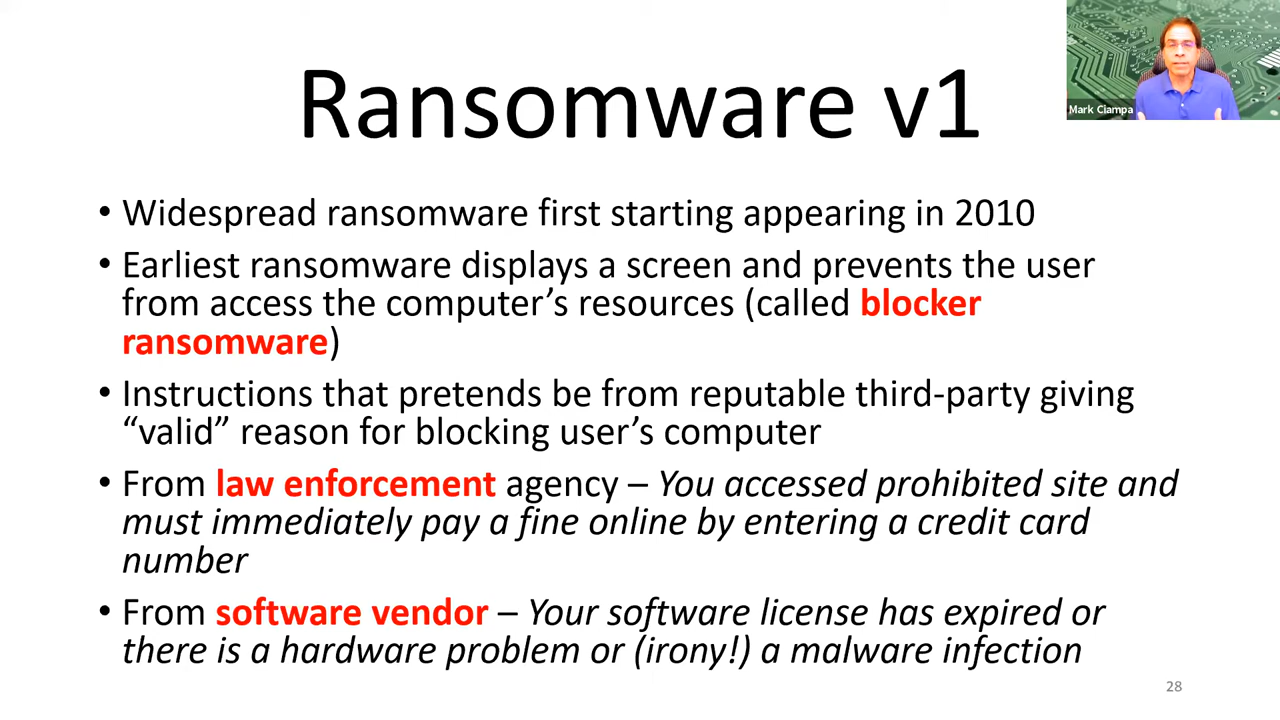 Ransomware v1
Mark Ciampa
• Widespread ransomware first starting appearing in 2010
• Earliest ransomware displays a screen and prevents the user
from access the computer’s resources (called blocker
ransomware)
• Instructions that pretends be from reputable third-party giving
“valid” reason for blocking user’s computer
• From law enforcement agency – You accessed prohibited site and
must immediately pay a fine online by entering a credit card
number
• From software vendor – Your software license has expired or
there is a hardware problem or (irony!) a malware infection
28